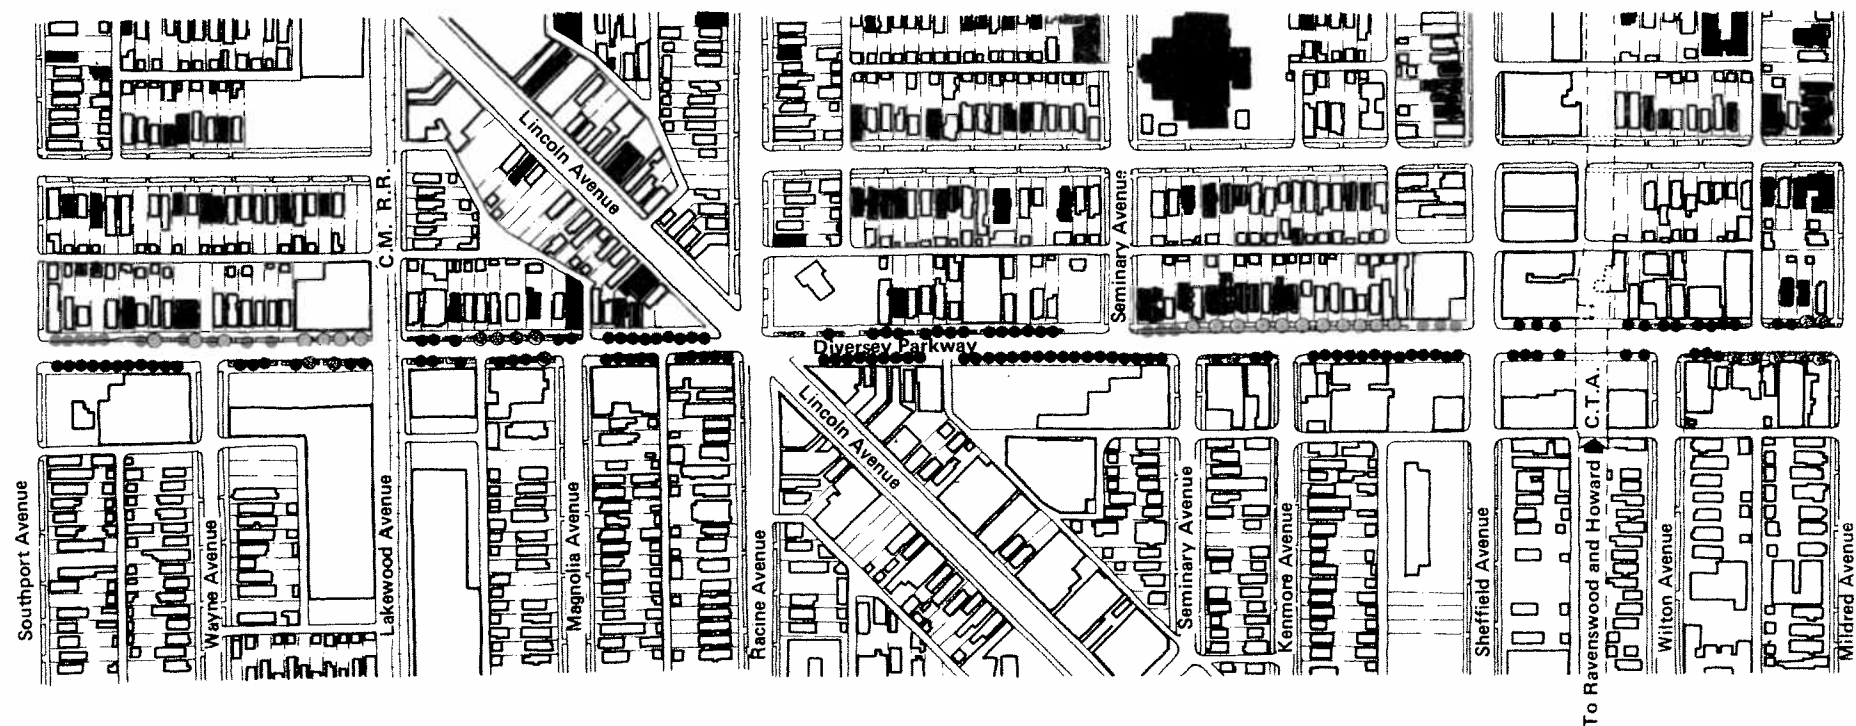 Lincoln Avenue
C.M. R.R.
Seminary Avenue
Diversey Parkway
Lincoln Avenue
C.T.A.
Southport Avenue
Wayne Avenue
Lakewood Avenue
Magnolia Avenue
Racine Avenue
Seminary Avenue
Kenmore Avenue
Sheffield Avenue
To Ravenswood and Howard
Wilton Avenue
Mildred Avenue